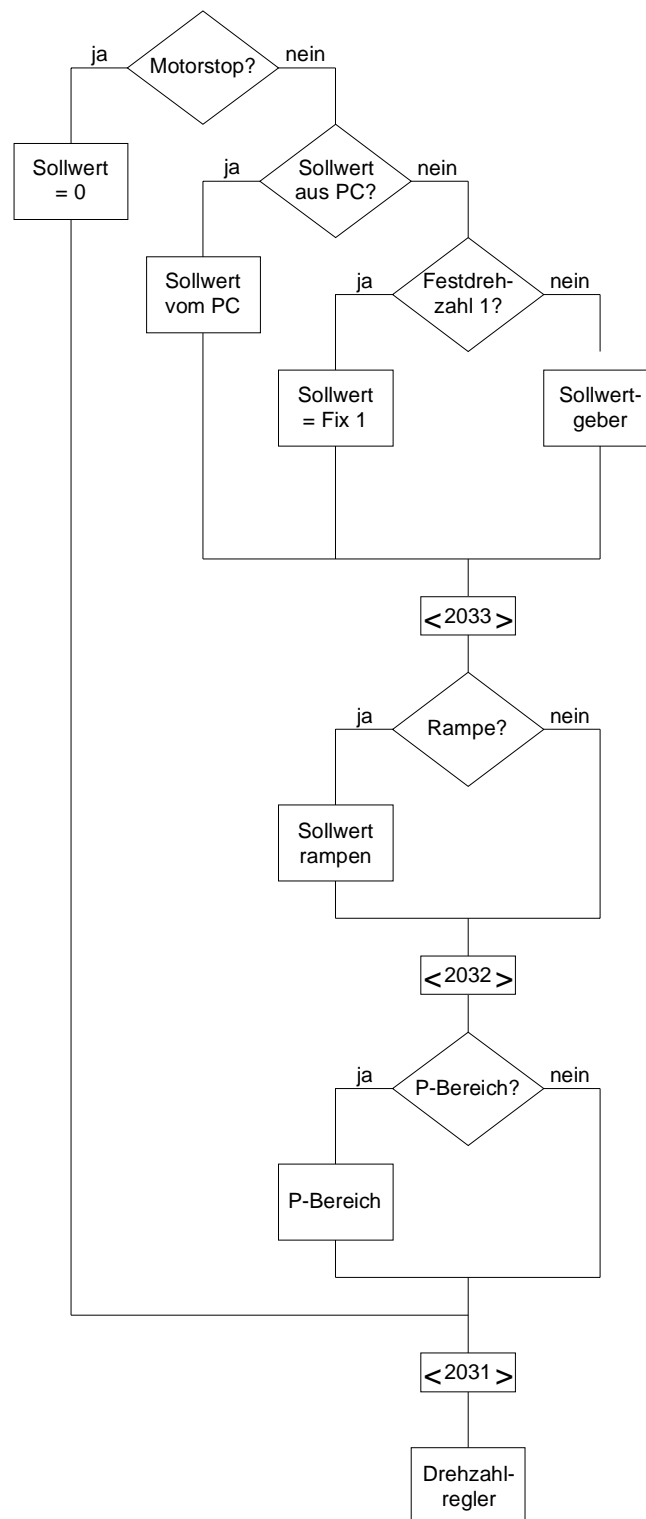 ja
Motorstop?
nein
Sollwert
= 0
ja
Sollwert
aus PC?
nein
Sollwert
vom PC
ja
Festdreh-
zahl 1?
nein
Sollwert
= Fix 1
Sollwert-
geber
< 2033 >
ja
Rampe?
nein
Sollwert
rampen
< 2032 >
ja
P-Bereich?
nein
P-Bereich
< 2031 >
Drehzahl-
regler